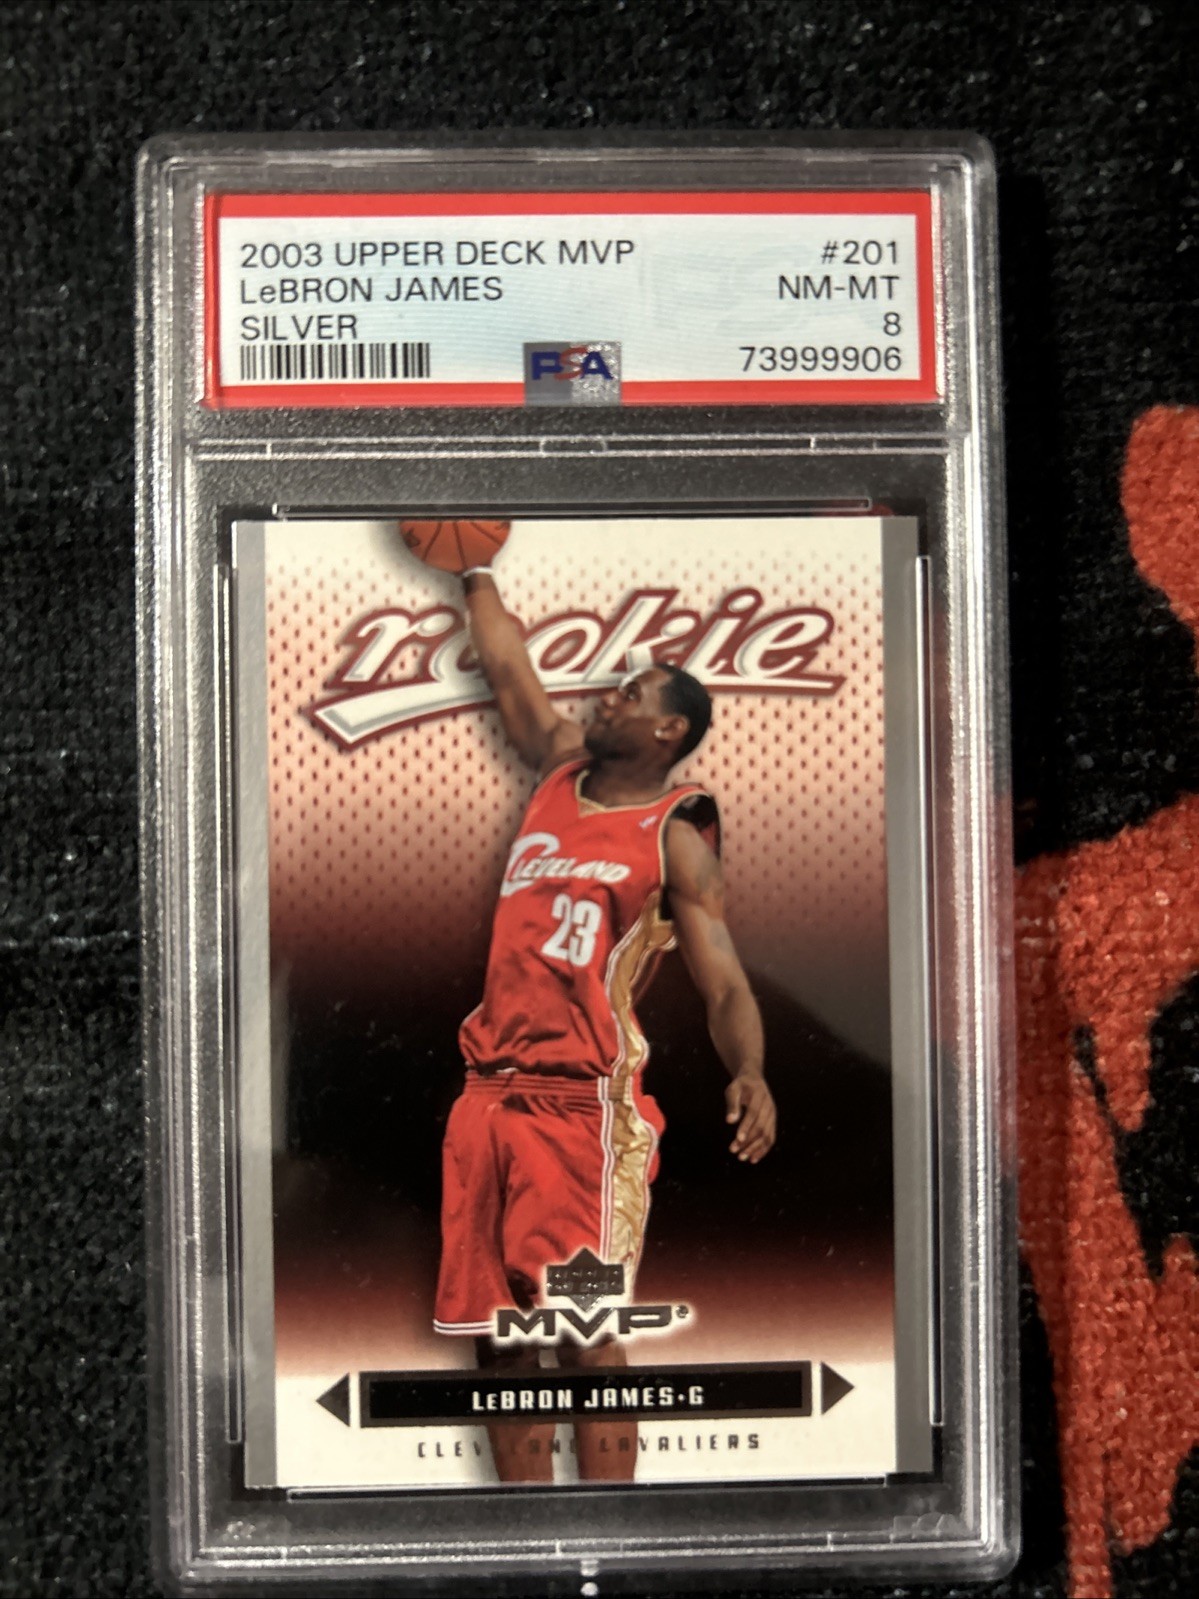 2003 UPPER DECK MVP #201
LeBRON JAMES NM-MT
SILVER 8
PSA 73999906
rookie
CLEVELAND
23
MVP
LEBRON JAMES·G
CLEVELAND CAVALIERS